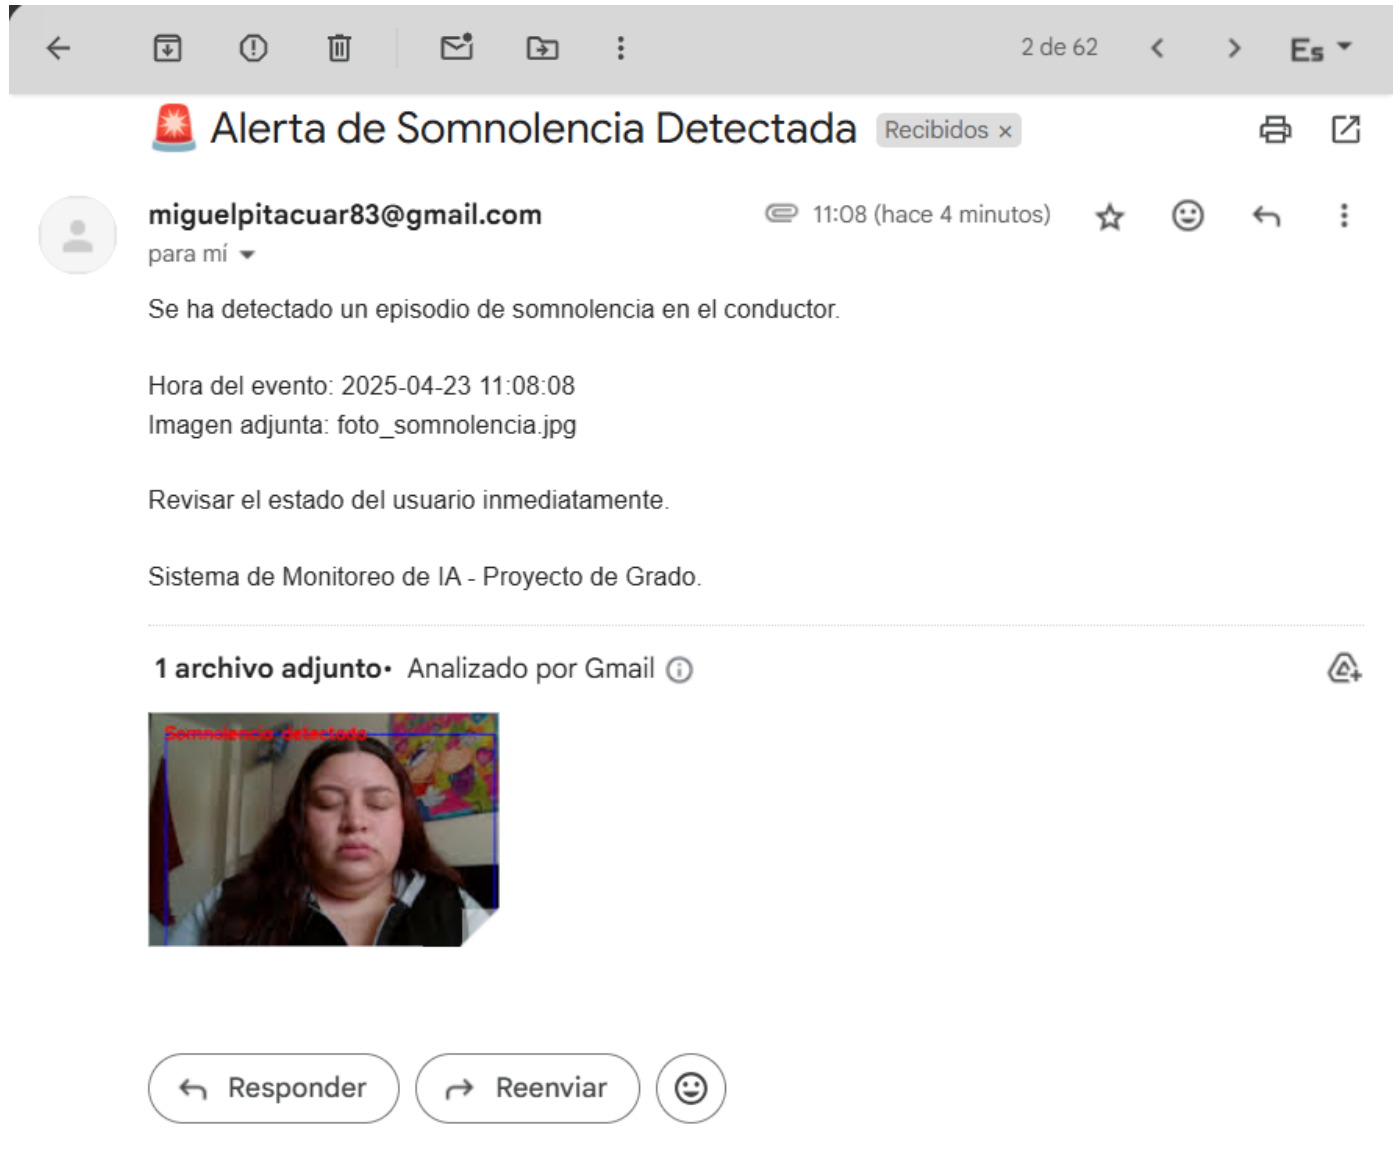 2 de 62
Es
🚨 Alerta de Somnolencia Detectada Recibidos ×
miguelpitacuar83@gmail.com 11:08 (hace 4 minutos)
para mí
Se ha detectado un episodio de somnolencia en el conductor.
Hora del evento: 2025-04-23 11:08:08
Imagen adjunta: foto_somnolencia.jpg
Revisar el estado del usuario inmediatamente.
Sistema de Monitoreo de IA - Proyecto de Grado.
1 archivo adjunto• Analizado por Gmail
Somnolencia detectada
Responder
Reenviar